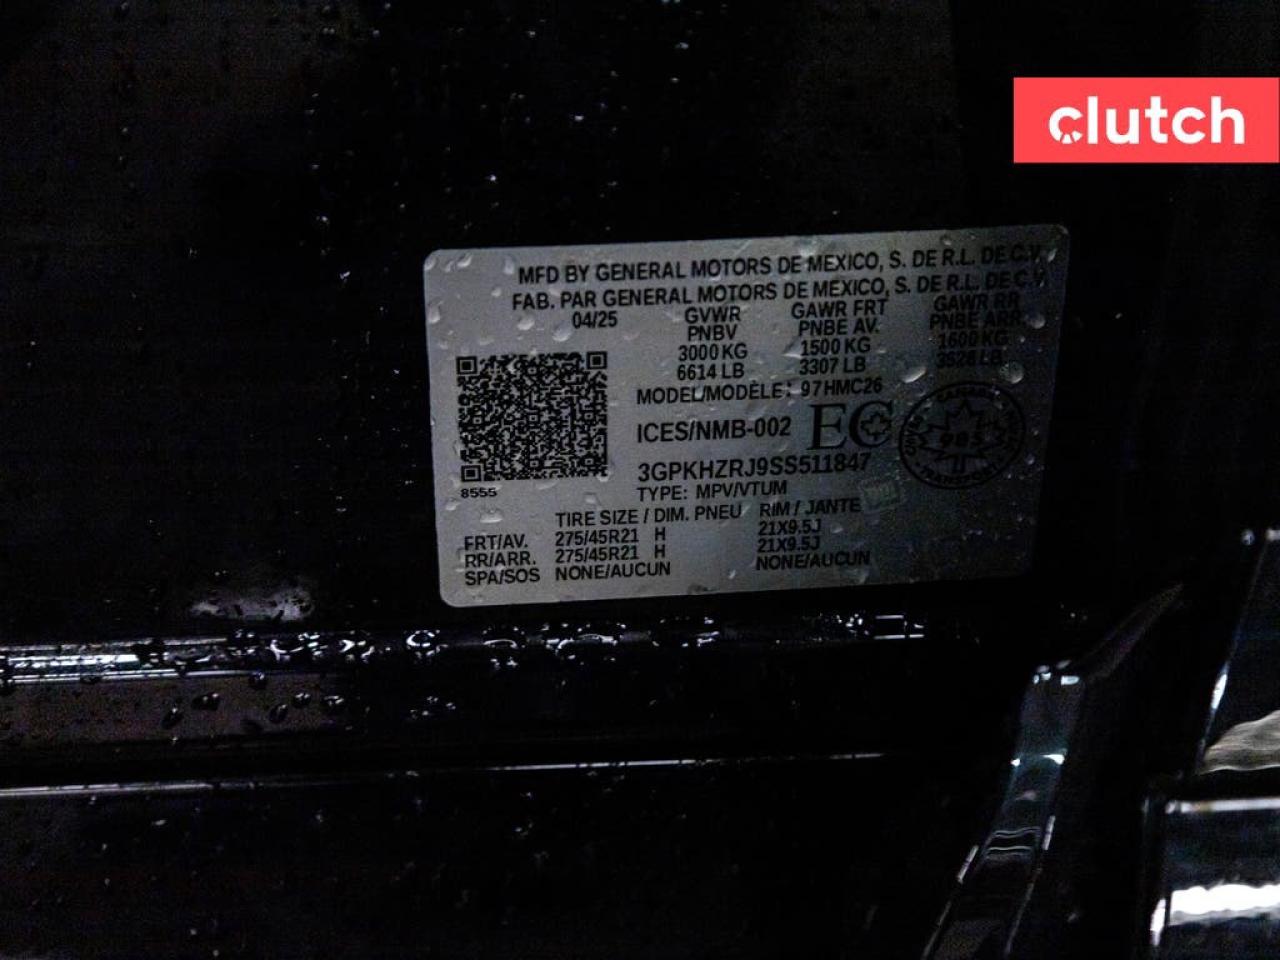 clutch
MFD BY GENERAL MOTORS DE MEXICO, S. DE R.L. DE C.V.
FAB. PAR GENERAL MOTORS DE MEXICO, S. DE R.L. DE C.V.
04/25 GVWR GAWR FRT GAWR RR
PNBV PNBE AV. PNBE ARR.
3000 KG 1500 KG 1600 KG
6614 LB 3307 LB 3528 LB
MODEL/MODÈLE: 97HMC26
ICES/NMB-002 EC
CANADA
985
TRANSPORT
3GPKHZRJ9SS511847
8555
TYPE: MPV/VTUM
TIRE SIZE / DIM. PNEU RIM / JANTE
FRT/AV. 275/45R21 H 21X9.5J
RR/ARR. 275/45R21 H 21X9.5J
SPA/SOS NONE/AUCUN NONE/AUCUN